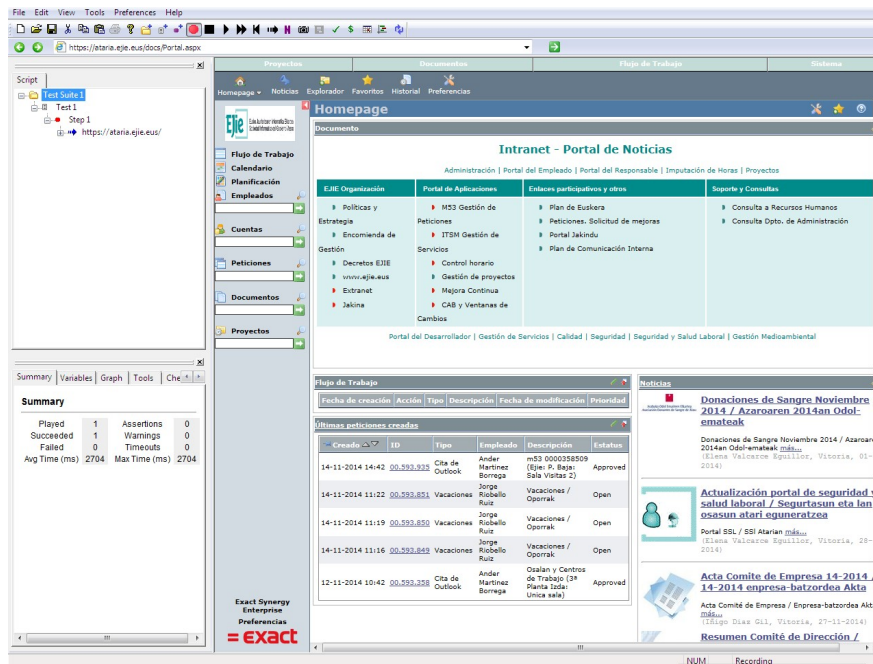 File Edit View Tools Preferences Help
https://ataria.ejie.eus/docs/Portal.aspx
Script
Test Suite 1
Test 1
Step 1
https://ataria.ejie.eus/
Summary Variables Graph Tools Che
Summary
Played 1 Assertions 0
Succeeded 1 Warnings 0
Failed 0 Timeouts 0
Avg Time (ms) 2704 Max Time (ms) 2704
Proyectos Documentos Flujo de Trabajo Sistema
Homepage Noticias Explorador Favoritos Historial Preferencias
Ejie
Flujo de Trabajo
Calendario
Planificación
Empleados
Cuentas
Peticiones
Documentos
Proyectos
Exact Synergy
Enterprise
Preferencias
= exact
Homepage
Documento
Intranet - Portal de Noticias
Administración | Portal del Empleado | Portal del Responsable | Imputación de Horas | Proyectos
EJIE Organización
Políticas y
Estrategia
Encomienda de
Gestión
Decretos EJIE
www.ejie.eus
Extranet
Jakina
Portal de Aplicaciones
M53 Gestión de
Peticiones
ITSM Gestión de
Servicios
Control horario
Gestión de proyectos
Mejora Continua
CAB y Ventanas de
Cambios
Enlaces participativos y otros
Plan de Euskera
Peticiones. Solicitud de mejoras
Portal Jakindu
Plan de Comunicación Interna
Soporte y Consultas
Consulta a Recursos Humanos
Consulta Dpto. de Administración
Portal del Desarrollador | Gestión de Servicios | Calidad | Seguridad | Seguridad y Salud Laboral | Gestión Medioambiental
Flujo de Trabajo
Fecha de creación Acción Tipo Descripción Fecha de modificación Prioridad
Últimas peticiones creadas
Creado ID Tipo Empleado Descripción Estatus
14-11-2014 14:42 00.593.935 Cita de Outlook Ander Martinez Borrega m53 0000358509 (Ejie: P. Baja: Sala Visitas 2) Approved
14-11-2014 11:22 00.593.851 Vacaciones Jorge Riobello Ruiz Vacaciones / Oporrak Open
14-11-2014 11:19 00.593.850 Vacaciones Jorge Riobello Ruiz Vacaciones / Oporrak Open
14-11-2014 11:16 00.593.849 Vacaciones Jorge Riobello Ruiz Vacaciones / Oporrak Open
12-11-2014 10:42 00.593.358 Cita de Outlook Ander Martinez Borrega Osalan y Centros de Trabajo (3ª Planta Izda: Unica sala) Approved
Noticias
Donaciones de Sangre Noviembre
2014 / Azaroaren 2014an Odol-
emateak
Donaciones de Sangre Noviembre 2014 / Azaroan
2014an Odol-emateak más...
(Elena Valcarce Eguillor, Vitoria, 01-
2014)
Actualización portal de seguridad y
salud laboral / Segurtasun eta lan
osasun atari eguneratzea
Portal SSL / SSl Atarian más...
(Elena Valcarce Eguillor, Vitoria, 28-
2014)
Acta Comite de Empresa 14-2014 /
14-2014 enpresa-batzordea Akta
Acta Comité de Empresa / Enpresa-batzordea Akt
más...
(Iñigo Diaz Gil, Vitoria, 27-11-2014)
Resumen Comité de Dirección /
NUM Recording